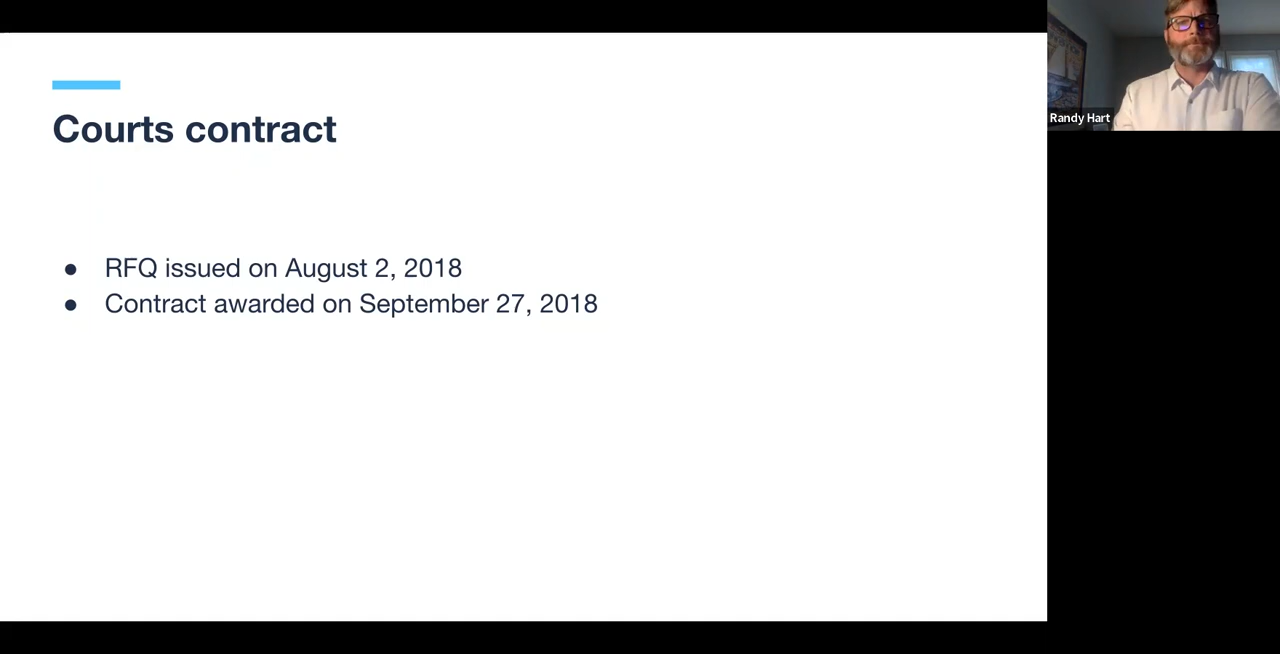 Courts contract
● RFQ issued on August 2, 2018
● Contract awarded on September 27, 2018
Randy Hart